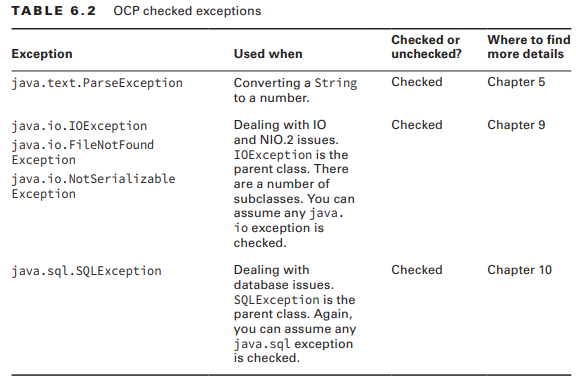 TABLE 6.2 OCP checked exceptions
Exception Used when Checked or unchecked? Where to find more details
java.text.ParseException Converting a String Checked Chapter 5
to a number.
java.io.IOException Dealing with IO Checked Chapter 9
java.io.FileNotFound and NIO.2 issues.
Exception IOException is the
java.io.NotSerializable parent class. There
Exception are a number of
subclasses. You can
assume any java.
io exception is
checked.
java.sql.SQLException Dealing with Checked Chapter 10
database issues.
SQLException is the
parent class. Again,
you can assume any
java.sql exception
is checked.